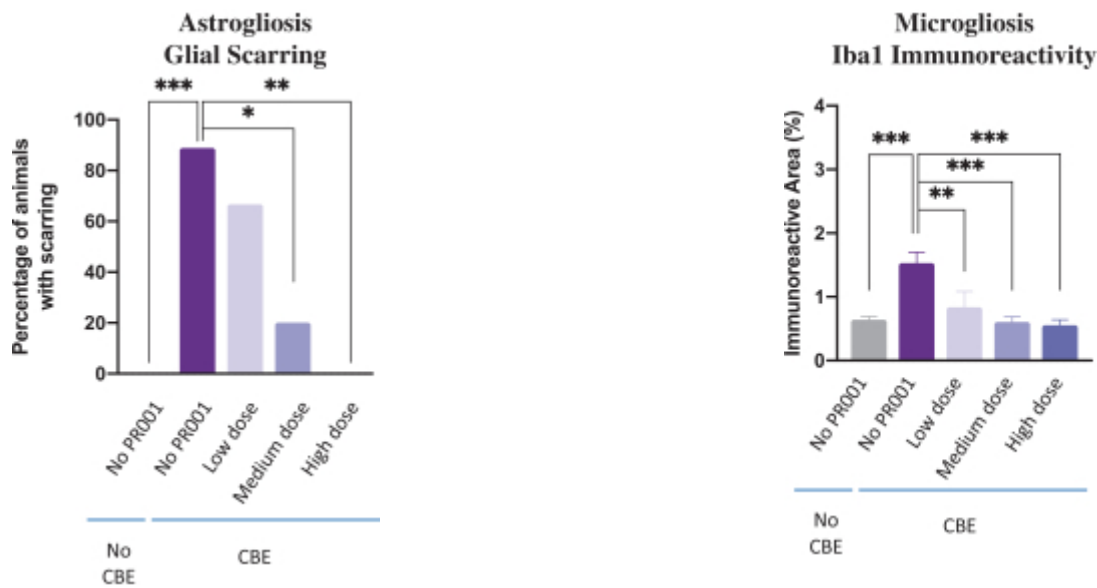 Astrogliosis
Glial Scarring
*** **
*
Percentage of animals
with scarring
100
80
60
40
20
0
No PR001
No PR001
Low dose
Medium dose
High dose
No
CBE
CBE
Microgliosis
Iba1 Immunoreactivity
Immunoreactive Area (%)
4
3
2
1
0
*** ***
***
**
No PR001
No PR001
Low dose
Medium dose
High dose
No
CBE
CBE